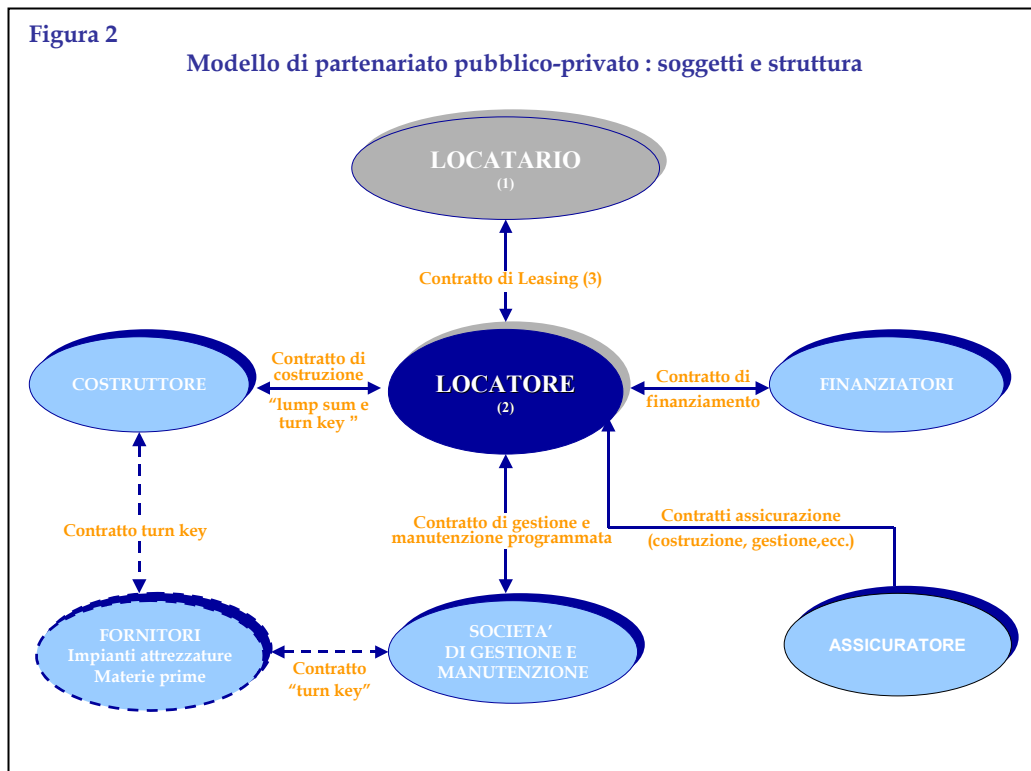 Figura 2
Modello di partenariato pubblico-privato : soggetti e struttura
LOCATARIO
(1)
Contratto di Leasing (3)
COSTRUTTORE
Contratto di
costruzione
“lump sum e
turn key ”
LOCATORE
(2)
Contratto di
finanziamento
FINANZIATORI
Contratto turn key
Contratto di gestione e
manutenzione programmata
Contratti assicurazione
(costruzione, gestione,ecc.)
FORNITORI
Impianti attrezzature
Materie prime
Contratto
“turn key”
SOCIETA’
DI GESTIONE E
MANUTENZIONE
ASSICURATORE